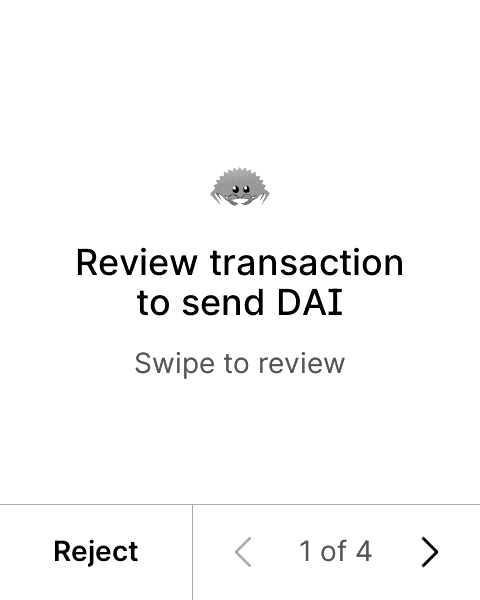 Review transaction
to send DAI
Swipe to review
Reject
1 of 4